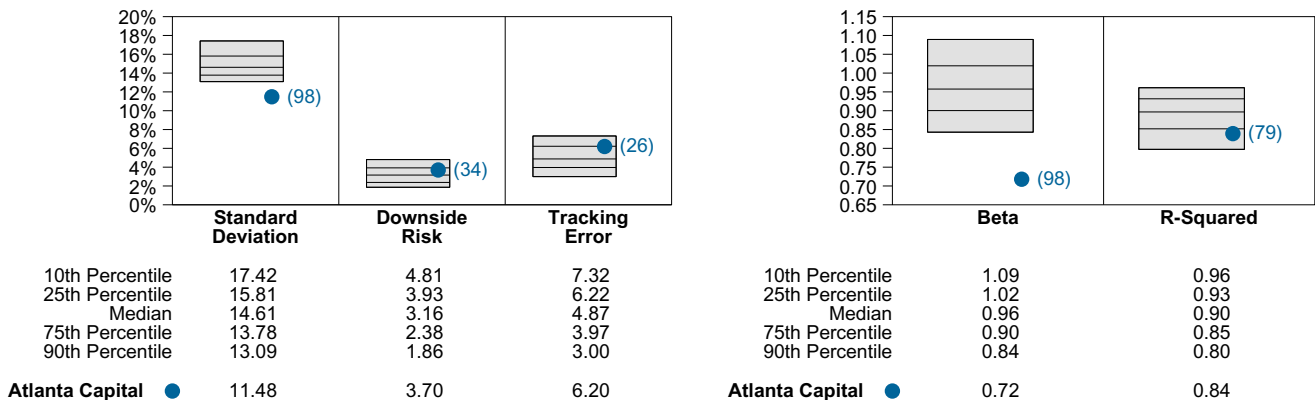 20%
18%
16%
14%
12%
10%
8%
6%
4%
2%
0%
(98)
(34)
(26)
Standard Deviation
Downside Risk
Tracking Error
10th Percentile 17.42 4.81 7.32
25th Percentile 15.81 3.93 6.22
Median 14.61 3.16 4.87
75th Percentile 13.78 2.38 3.97
90th Percentile 13.09 1.86 3.00
Atlanta Capital 11.48 3.70 6.20
1.15
1.10
1.05
1.00
0.95
0.90
0.85
0.80
0.75
0.70
0.65
(98)
(79)
Beta R-Squared
10th Percentile 1.09 0.96
25th Percentile 1.02 0.93
Median 0.96 0.90
75th Percentile 0.90 0.85
90th Percentile 0.84 0.80
Atlanta Capital 0.72 0.84